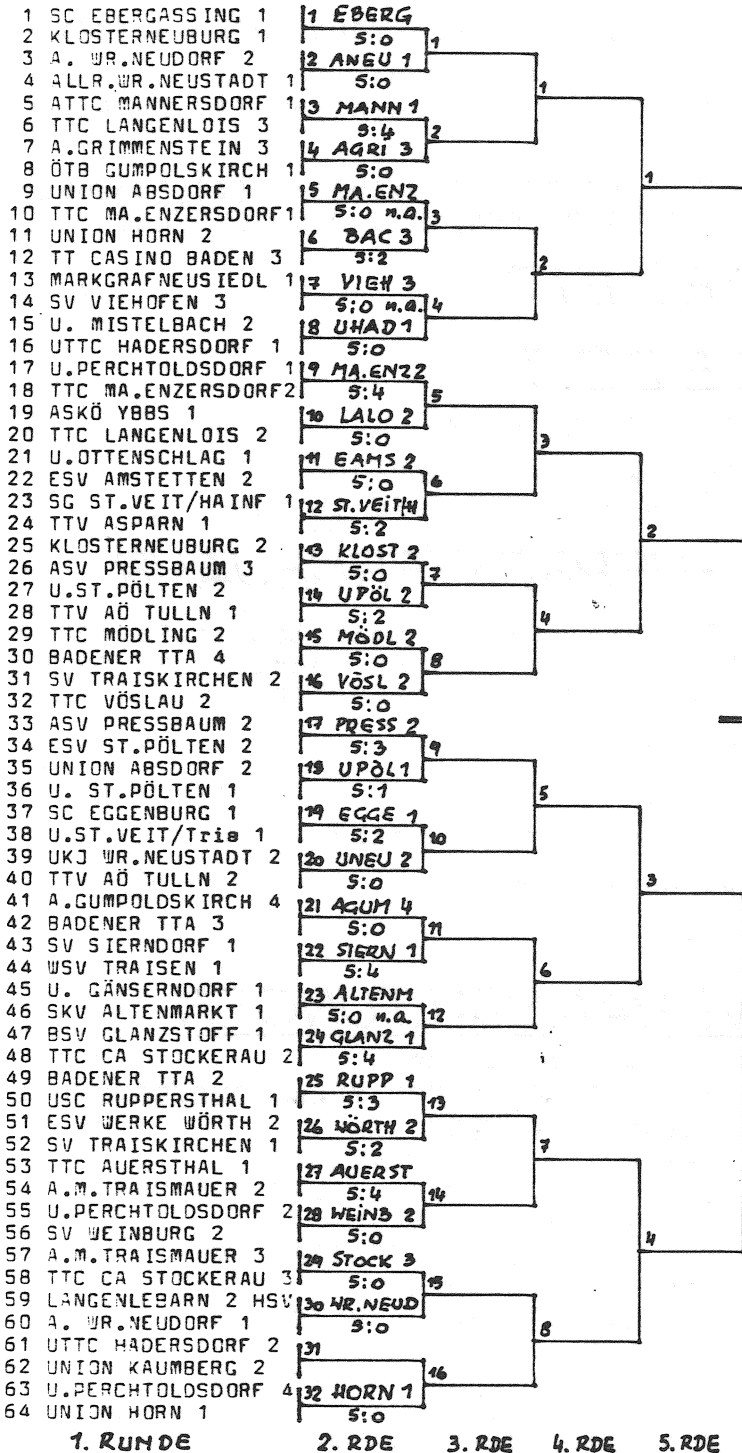 1 SC EBERGASSING 1
2 KLOSTERNEUBURG 1
3 A. WR.NEUDORF 2
4 ALLR.WR.NEUSTADT 1
5 ATTC MANNERSDORF 1
6 TTC LANGENLOIS 3
7 A.GRIMMENSTEIN 3
8 ÖTB GUMPOLSKIRCH 1
9 UNION ABSDORF 1
10 TTC MA.ENZERSDORF1
11 UNION HORN 2
12 TT CASINO BADEN 3
13 MARKGRAFNEUSIEDL 1
14 SV VIEHOFEN 3
15 U. MISTELBACH 2
16 UTTC HADERSDORF 1
17 U.PERCHTOLDSDORF 1
18 TTC MA.ENZERSDORF2
19 ASKÖ YBBS 1
20 TTC LANGENLOIS 2
21 U.OTTENSCHLAG 1
22 ESV AMSTETTEN 2
23 SG ST.VEIT/HAINF 1
24 TTV ASPARN 1
25 KLOSTERNEUBURG 2
26 ASV PRESSBAUM 3
27 U.ST.PÖLTEN 2
28 TTV AÖ TULLN 1
29 TTC MÖDLING 2
30 BADENER TTA 4
31 SV TRAISKIRCHEN 2
32 TTC VÖSLAU 2
33 ASV PRESSBAUM 2
34 ESV ST.PÖLTEN 2
35 UNION ABSDORF 2
36 U. ST.PÖLTEN 1
37 SC EGGENBURG 1
38 U.ST.VEIT/Tris 1
39 UKJ WR.NEUSTADT 2
40 TTV AÖ TULLN 2
41 A.GUMPOLDSKIRCH 4
42 BADENER TTA 3
43 SV SIERNDORF 1
44 WSV TRAISEN 1
45 U. GÄNSERNDORF 1
46 SKV ALTENMARKT 1
47 BSV GLANZSTOFF 1
48 TTC CA STOCKERAU 2
49 BADENER TTA 2
50 USC RUPPERSTHAL 1
51 ESV WERKE WÖRTH 2
52 SV TRAISKIRCHEN 1
53 TTC AUERSTHAL 1
54 A.M.TRAISMAUER 2
55 U.PERCHTOLDSDORF 2
56 SV WEINBURG 2
57 A.M.TRAISMAUER 3
58 TTC CA STOCKERAU 3
59 LANGENLEBARN 2 HSV
60 A. WR.NEUDORF 1
61 UTTC HADERSDORF 2
62 UNION KAUMBERG 2
63 U.PERCHTOLDSDORF 4
64 UNION HORN 1
1. RUNDE
1 EBERG
5:0
2 ANEU 1
5:0
3 MANN 1
5:4
4 AGRI 3
5:0
5 MA.ENZ
5:0 n.a.
6 BAC 3
5:2
7 VIEH 3
5:0 n.a.
8 UHAD 1
5:0
9 MA.ENZ 2
5:4
10 LALO 2
5:0
11 EAMS 2
5:0
12 ST.VEIT/H
5:2
13 KLOST 2
5:0
14 UPÖL 2
5:2
15 MÖDL 2
5:0
16 VÖSL 2
5:0
17 PRESS 2
5:3
18 UPÖL1
5:1
19 EGGE 1
5:2
20 UNEU 2
5:0
21 AGUM 4
5:0
22 SIERN 1
5:4
23 ALTENM
5:0 n.a.
24 GLANZ 1
5:4
25 RUPP 1
5:3
26 WÖRTH 2
5:2
27 AUERST
5:4
28 WEINB 2
5:0
29 STOCK 3
5:0
30 WR.NEUD
5:0
31
32 HORN 1
5:0
2. RDE
1
2
3
4
5
6
7
8
9
10
11
12
13
14
15
16
3. RDE
1
2
3
4
5
6
7
8
4. RDE
1
2
3
4
5. RDE